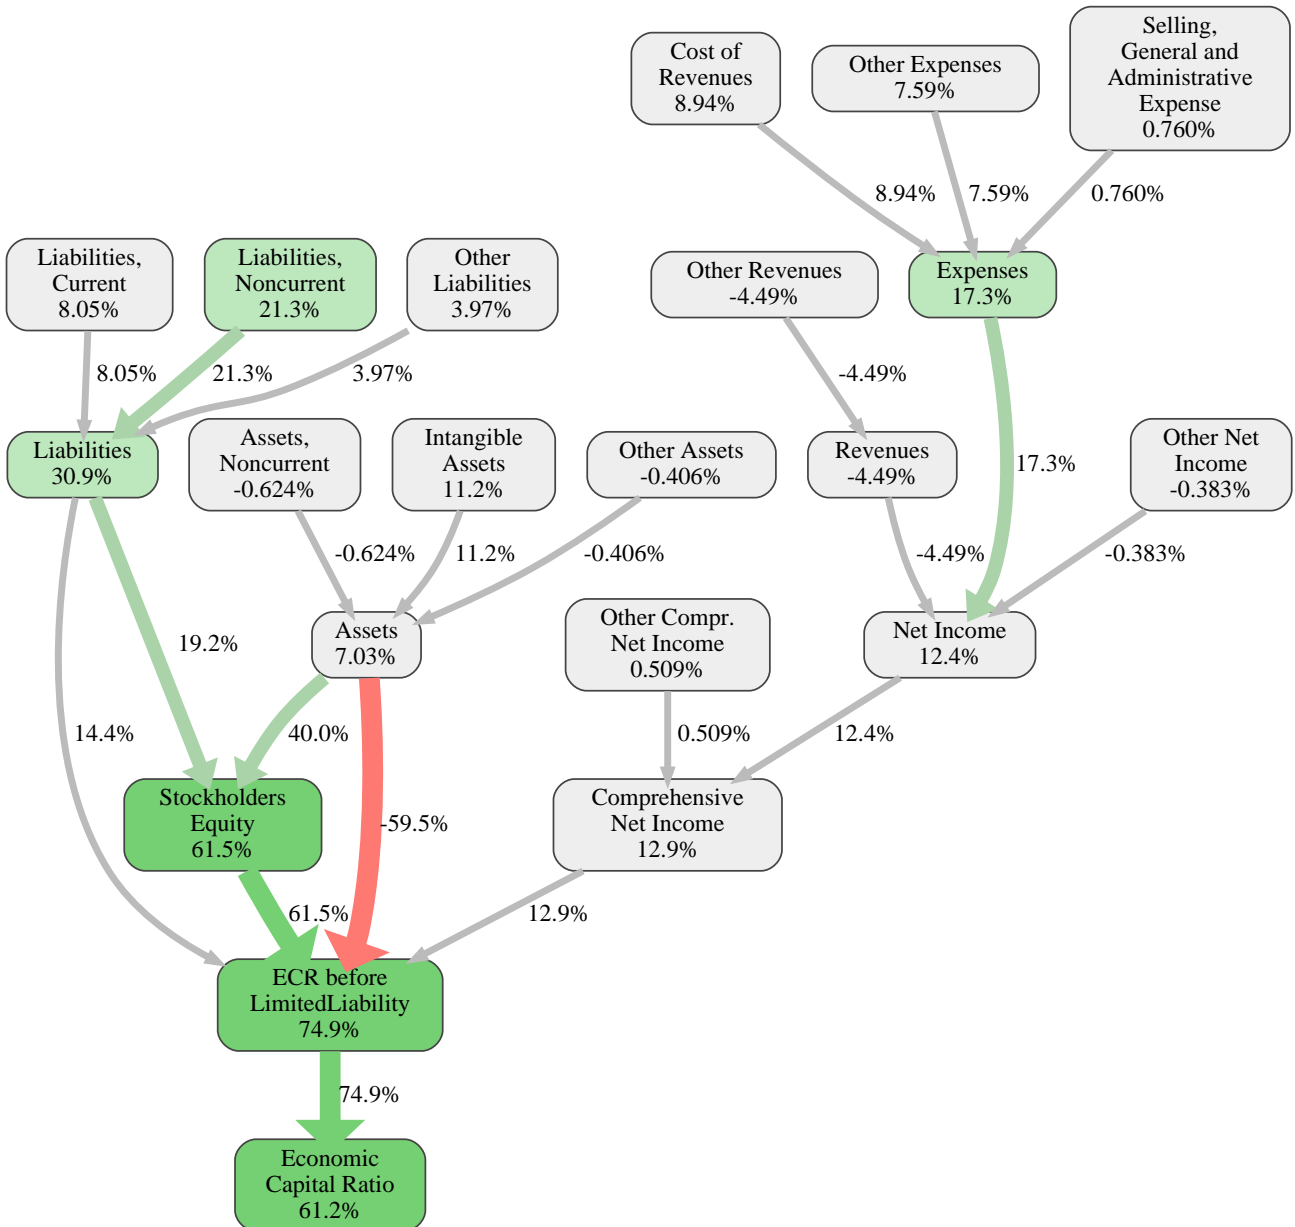 Cost of
Revenues
8.94%
Other Expenses
7.59%
Selling,
General and
Administrative
Expense
0.760%
8.94%
7.59%
0.760%
Liabilities,
Current
8.05%
Liabilities,
Noncurrent
21.3%
Other
Liabilities
3.97%
Other Revenues
-4.49%
Expenses
17.3%
8.05%
21.3%
3.97%
-4.49%
Liabilities
30.9%
Assets,
Noncurrent
-0.624%
Intangible
Assets
11.2%
Other Assets
-0.406%
Revenues
-4.49%
17.3%
Other Net
Income
-0.383%
-0.624%
11.2%
-0.406%
-4.49%
-0.383%
19.2%
Assets
7.03%
Other Compr.
Net Income
0.509%
Net Income
12.4%
14.4%
40.0%
0.509%
12.4%
Stockholders
Equity
61.5%
-59.5%
Comprehensive
Net Income
12.9%
61.5%
12.9%
ECR before
LimitedLiability
74.9%
74.9%
Economic
Capital Ratio
61.2%